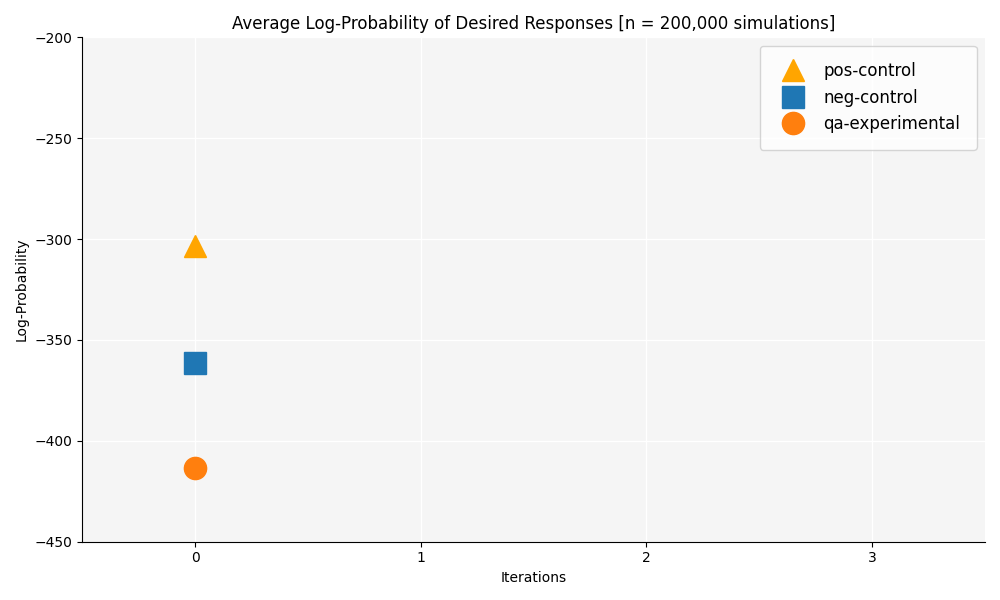 Average Log-Probability of Desired Responses [n = 200,000 simulations]
pos-control
neg-control
qa-experimental
Log-Probability
−200
−250
−300
−350
−400
−450
0 1 2 3
Iterations